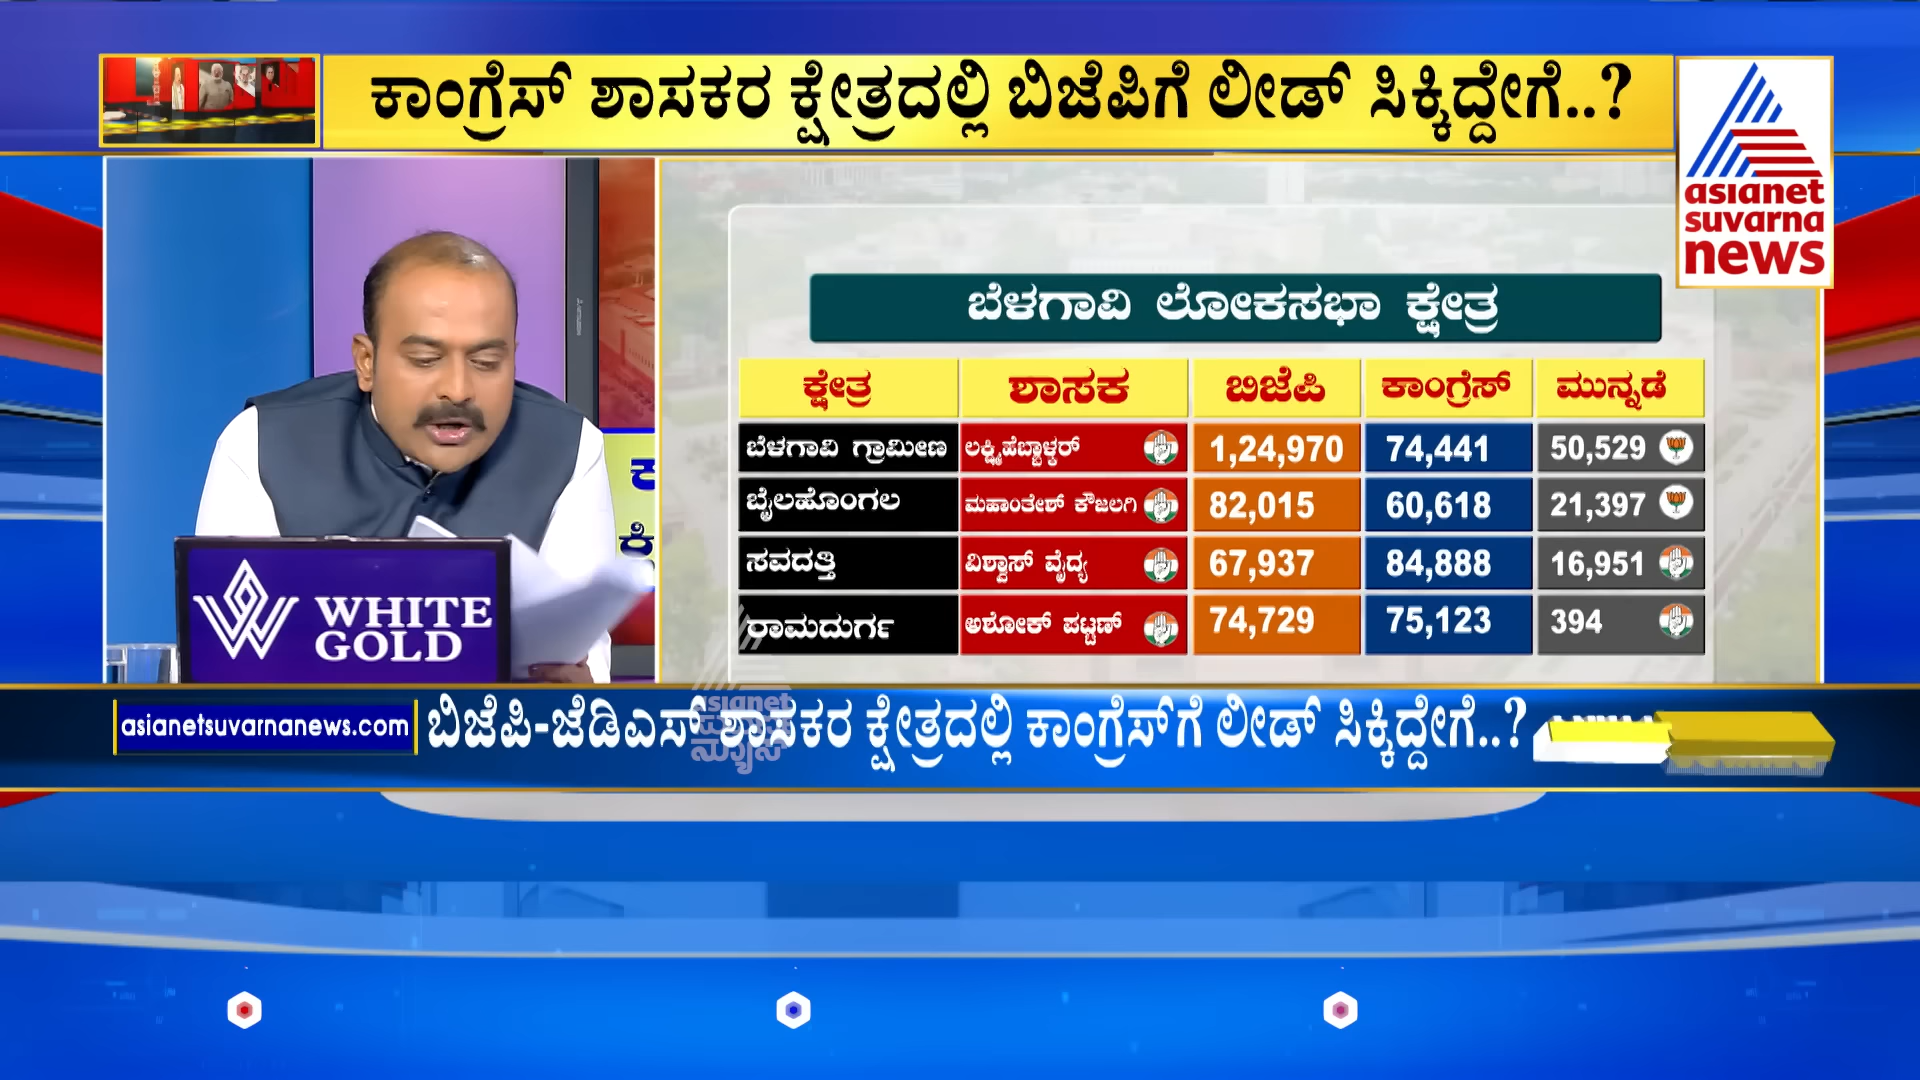 ಕಾಂಗ್ರೆಸ್ ಶಾಸಕರ ಕ್ಷೇತ್ರದಲ್ಲಿ ಬಿಜೆಪಿಗೆ ಲೀಡ್ ಸಿಕ್ಕಿದ್ದೇಗೆ..?
asianet
suvarna
news
ಬೆಳಗಾವಿ ಲೋಕಸಭಾ ಕ್ಷೇತ್ರ
ಕ್ಷೇತ್ರ ಶಾಸಕ ಬಿಜೆಪಿ ಕಾಂಗ್ರೆಸ್ ಮುನ್ನಡೆ
ಬೆಳಗಾವಿ ಗ್ರಾಮೀಣ ಲಕ್ಷ್ಮಿಹೆಬ್ಬಾಳ್ಕರ್ 1,24,970 74,441 50,529
ಬೈಲಹೊಂಗಲ ಮಹಾಂತೇಶ್ ಕೌಜಲಗಿ 82,015 60,618 21,397
ಸವದತ್ತಿ ವಿಶ್ವಾಸ್ ವೈದ್ಯ 67,937 84,888 16,951
ರಾಮದುರ್ಗ ಅಶೋಕ್ ಪಟ್ಟಣ್ 74,729 75,123 394
WHITE
GOLD
asianetsuvarnanews.com ಬಿಜೆಪಿ-ಜೆಡಿಎಸ್ ಶಾಸಕರ ಕ್ಷೇತ್ರದಲ್ಲಿ ಕಾಂಗ್ರೆಸ್‌ಗೆ ಲೀಡ್ ಸಿಕ್ಕಿದ್ದೇಗೆ..?